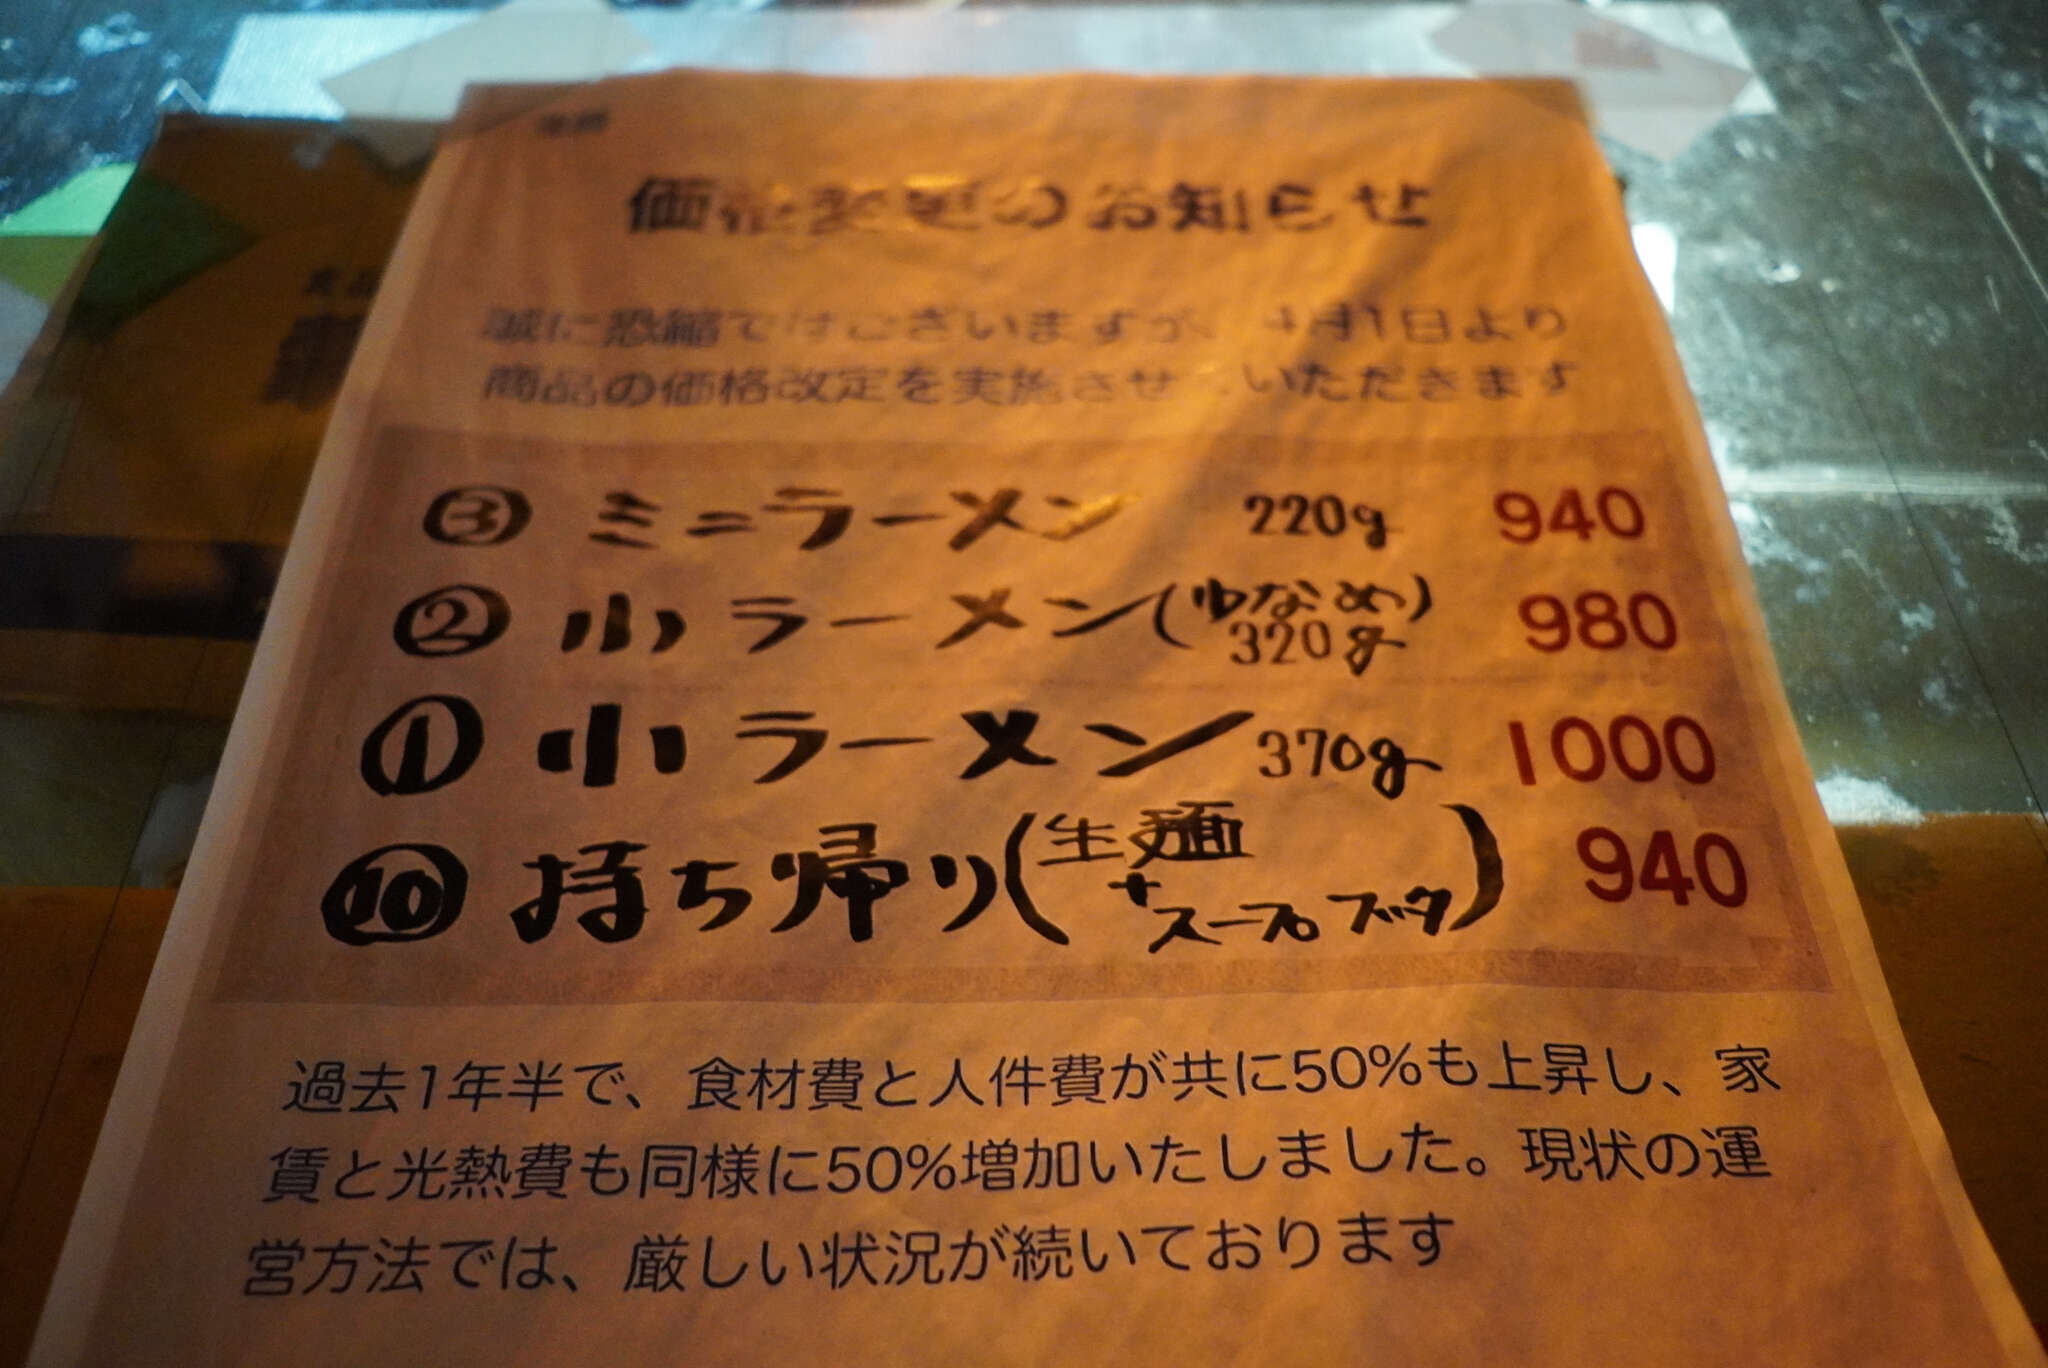 価格変更のお知らせ
誠に恐縮ではございますが、4月1日より
商品の価格改定を実施させ いただきます
③ ミニラーメン 220g 940
② 小ラーメン(少なめ) 320g 980
① 小ラーメン 370g 1000
⑩ 持ち帰り(生麺 + スープ ブタ) 940
過去1年半で、食材費と人件費が共に50%も上昇し、家
賃と光熱費も同様に50%増加いたしました。現状の運
営方法では、厳しい状況が続いております